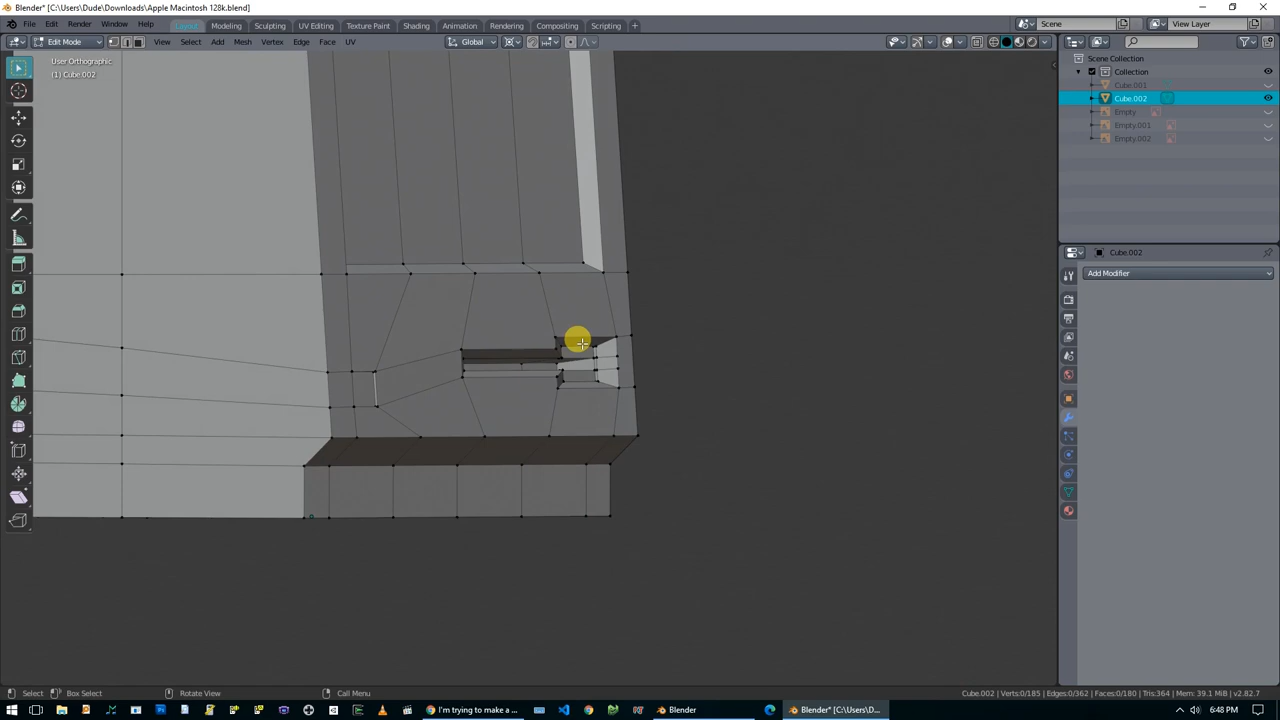 Blender* [C:\Users\Dude\Downloads\Apple Macintosh 128k.blend]
File Edit Render Window Help Layout Modeling Sculpting UV Editing Texture Paint Shading Animation Rendering Compositing Scripting + Scene View Layer
Edit Mode View Select Add Mesh Vertex Edge Face UV Global
User Orthographic
(1) Cube.002
Scene Collection
Collection
Cube.001
Cube.002
Empty
Empty.001
Empty.002
Cube.002
Add Modifier
Select Box Select Rotate View Call Menu Cube.002 | Verts:0/185 | Edges:0/362 | Faces:0/180 | Tris:364 | Mem: 39.1 MiB | v2.82.7
I'm trying to make a ... Blender Blender* [C:\Users\D... 6:48 PM